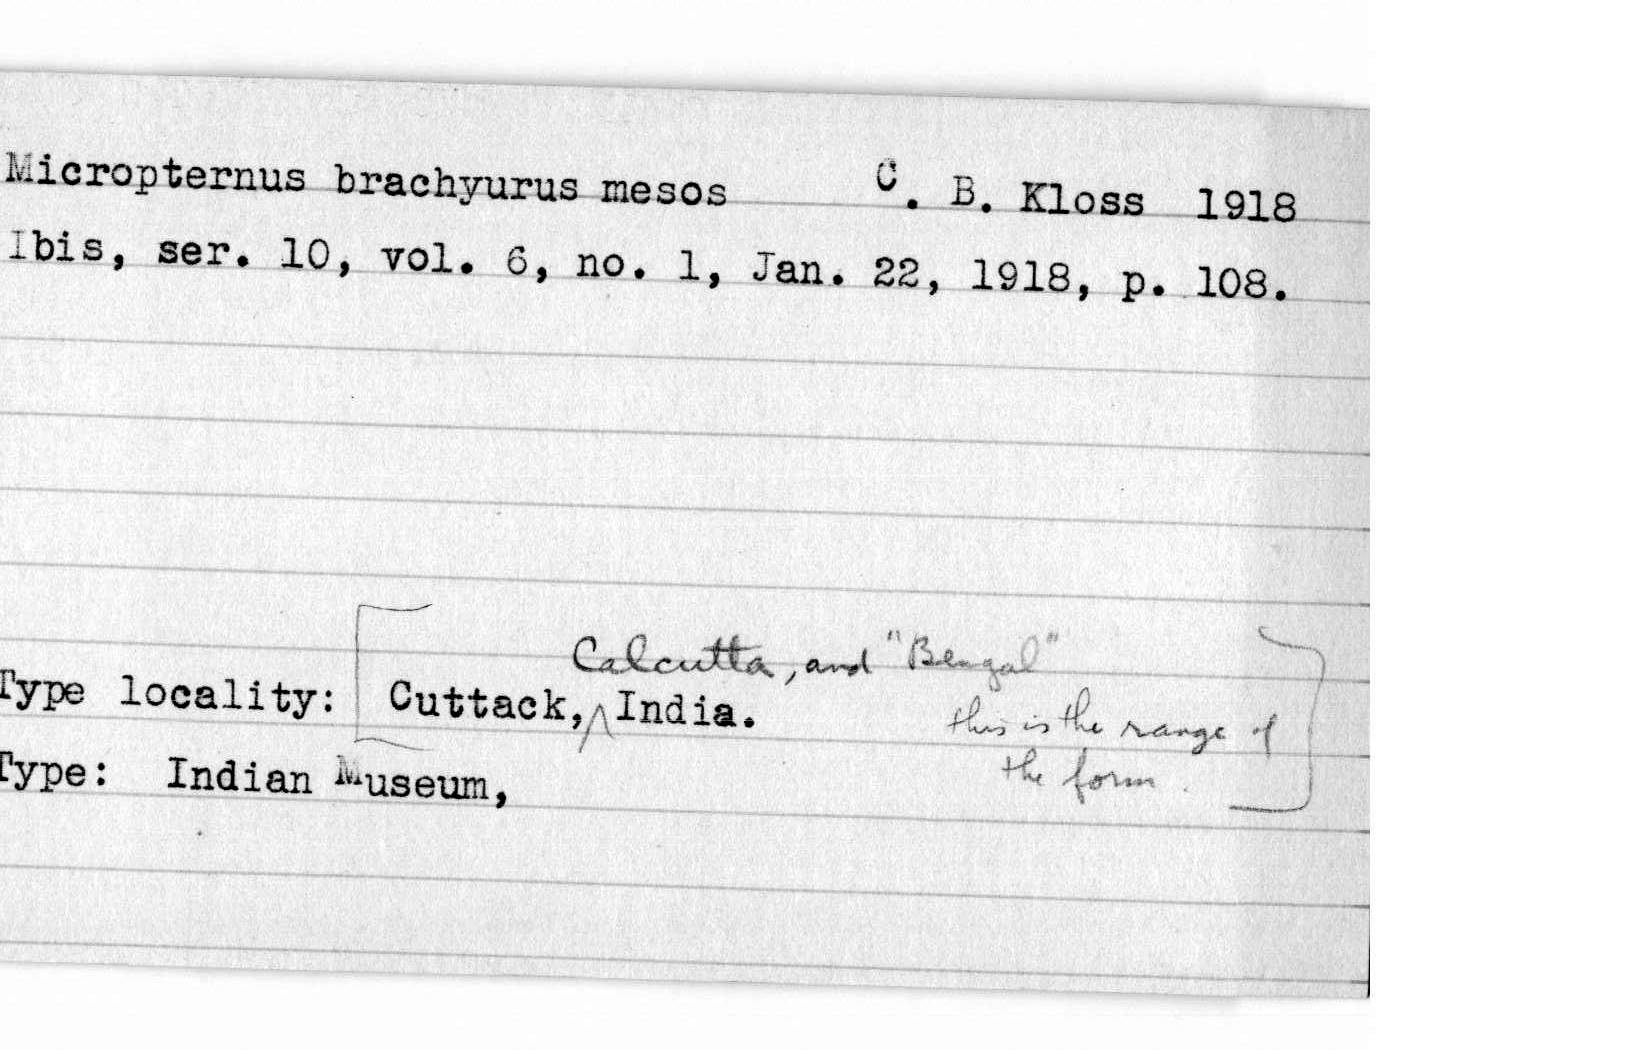 Micropternus brachyurus mesos C. B. Kloss 1918
Ibis, ser. 10, vol. 6, no. 1, Jan. 22, 1918, p. 108.
Calcutta, and "Bengal"
Type locality: [Cuttack, ^ India. this is the range of
the form.]
Type: Indian Museum,